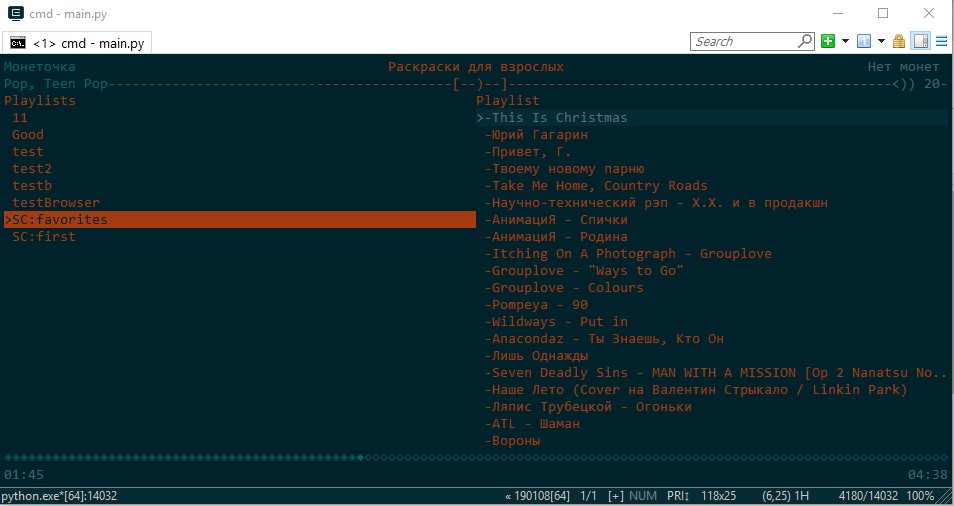 cmd - main.py
<1> cmd - main.py
Search
Монеточка Раскраски для взрослых Нет монет
Pop, Teen Pop-------------------------------------------[--)--]------------------------------------------------<)) 20-
Playlists
11
Good
test
test2
testb
testBrowser
>SC:favorites
SC:first
Playlist
>-This Is Christmas
-Юрий Гагарин
-Привет, Г.
-Твоему новому парню
-Take Me Home, Country Roads
-Научно-технический рэп - X.X. и в продакшн
-АнимациЯ - Спички
-АнимациЯ - Родина
-Itching On A Photograph - Grouplove
-Grouplove - "Ways to Go"
-Grouplove - Colours
-Pompeya - 90
-Wildways - Put in
-Anacondaz - Ты Знаешь, Кто Он
-Лишь Однажды
-Seven Deadly Sins - MAN WITH A MISSION [Op 2 Nanatsu No..
-Наше Лето (Cover на Валентин Стрыкало / Linkin Park)
-Ляпис Трубецкой - Огоньки
-ATL - Шаман
-Вороны
01:45 04:38
python.exe*[64]:14032 « 190108[64] 1/1 [+] NUM PRI↕ 118x25 (6,25) 1H 4180/14032 100%